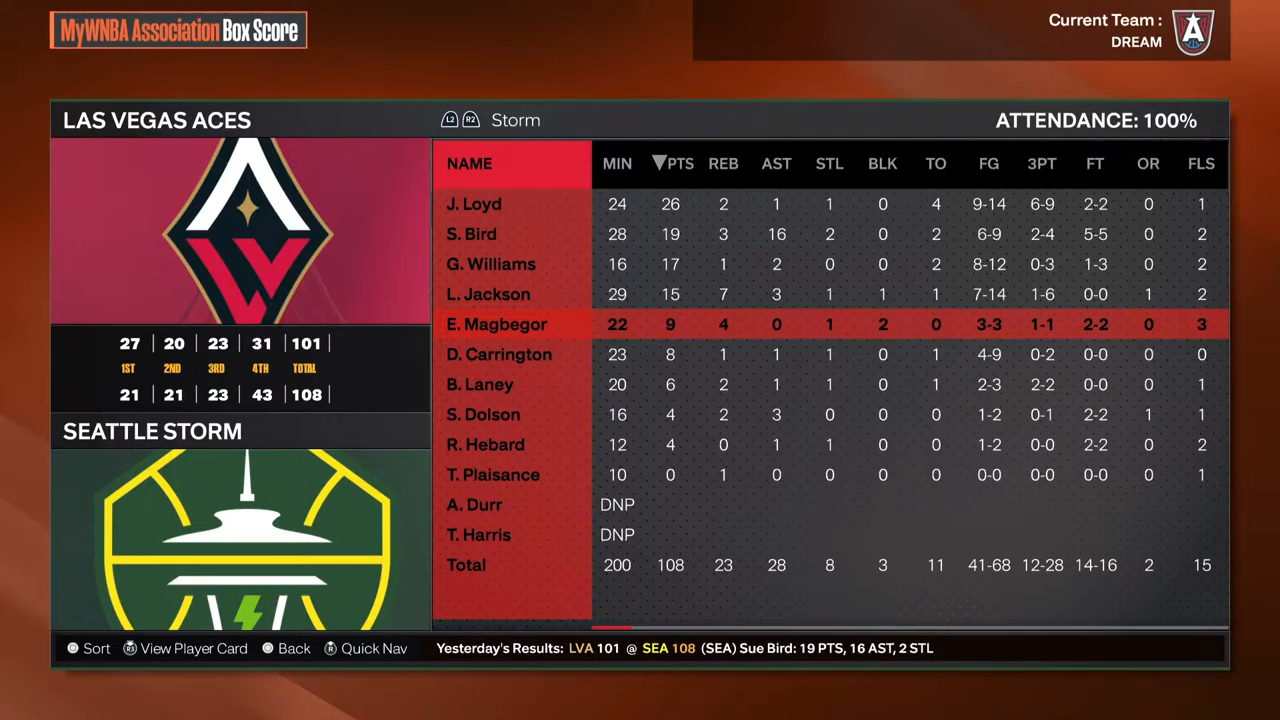 MyWNBA Association Box Score
Current Team :
DREAM
A
LAS VEGAS ACES
L2 R2 Storm
ATTENDANCE: 100%
NAME MIN PTS REB AST STL BLK TO FG 3PT FT OR FLS
J. Loyd 24 26 2 1 1 0 4 9-14 6-9 2-2 0 1
S. Bird 28 19 3 16 2 0 2 6-9 2-4 5-5 0 2
G. Williams 16 17 1 2 0 0 2 8-12 0-3 1-3 0 2
L. Jackson 29 15 7 3 1 1 1 7-14 1-6 0-0 1 2
E. Magbegor 22 9 4 0 1 2 0 3-3 1-1 2-2 0 3
D. Carrington 23 8 1 1 1 0 1 4-9 0-2 0-0 0 0
B. Laney 20 6 2 1 1 0 1 2-3 2-2 0-0 0 1
S. Dolson 16 4 2 3 0 0 0 1-2 0-1 2-2 1 1
R. Hebard 12 4 0 1 1 0 0 1-2 0-0 2-2 0 2
T. Plaisance 10 0 1 0 0 0 0 0-0 0-0 0-0 0 1
A. Durr DNP
T. Harris DNP
Total 200 108 23 28 8 3 11 41-68 12-28 14-16 2 15
27 20 23 31 101
1ST 2ND 3RD 4TH TOTAL
21 21 23 43 108
SEATTLE STORM
Sort R3 View Player Card Back R Quick Nav
Yesterday's Results: LVA 101 @ SEA 108 (SEA) Sue Bird: 19 PTS, 16 AST, 2 STL